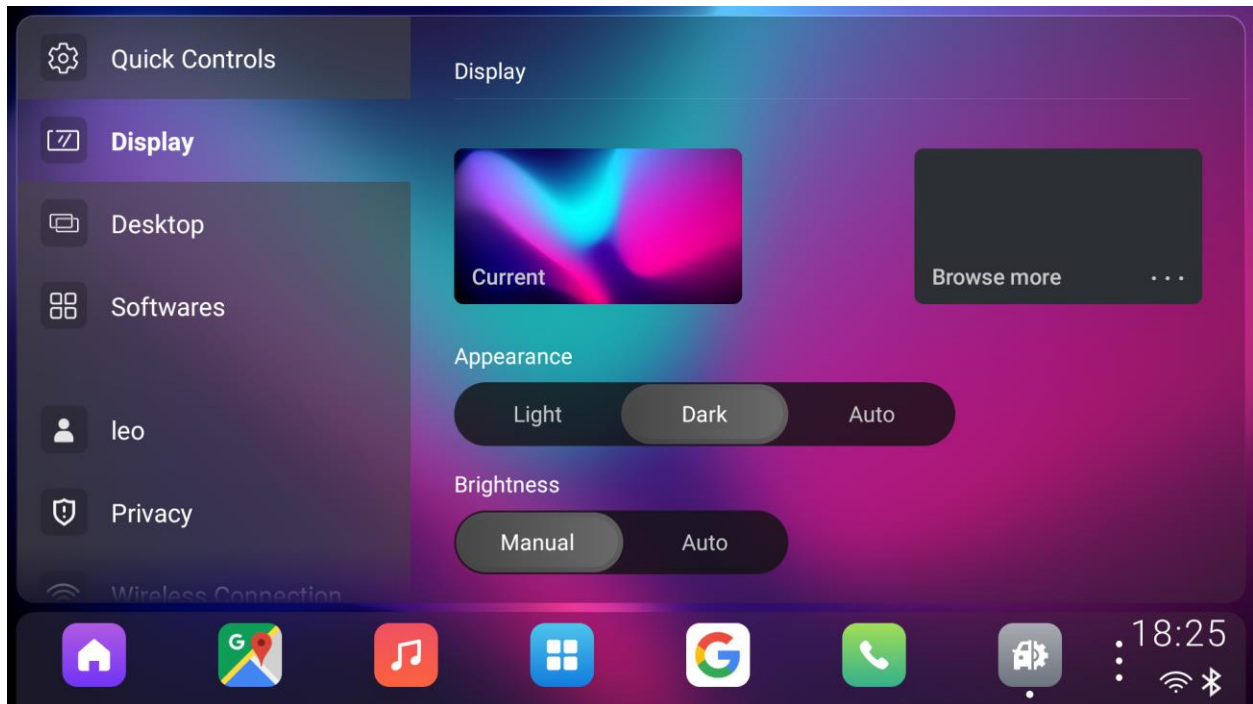 Quick Controls
Display
Desktop
Softwares
leo
Privacy
Wireless Connection
Display
Current
Browse more
Appearance
Light Dark Auto
Brightness
Manual Auto
G
G
18:25